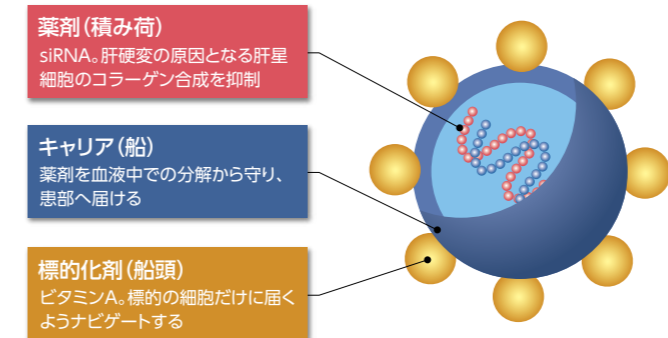 薬剤（積み荷）
siRNA。肝硬変の原因となる肝星
細胞のコラーゲン合成を抑制
キャリア（船）
薬剤を血液中での分解から守り、
患部へ届ける
標的化剤（船頭）
ビタミンA。標的の細胞だけに届く
ようナビゲートする